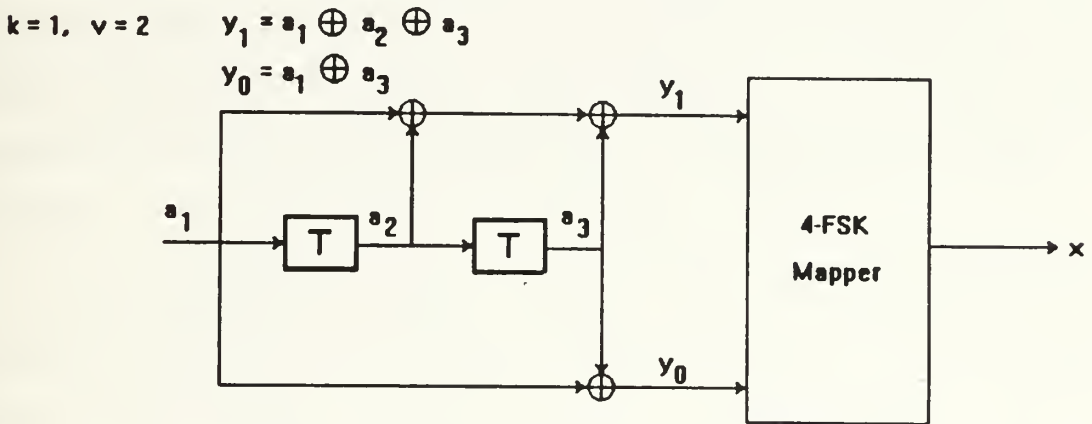 k = 1, v = 2
y1 = a1 ⊕ a2 ⊕ a3
y0 = a1 ⊕ a3
y1
a1
T
a2
T
a3
4-FSK
Mapper
x
y0